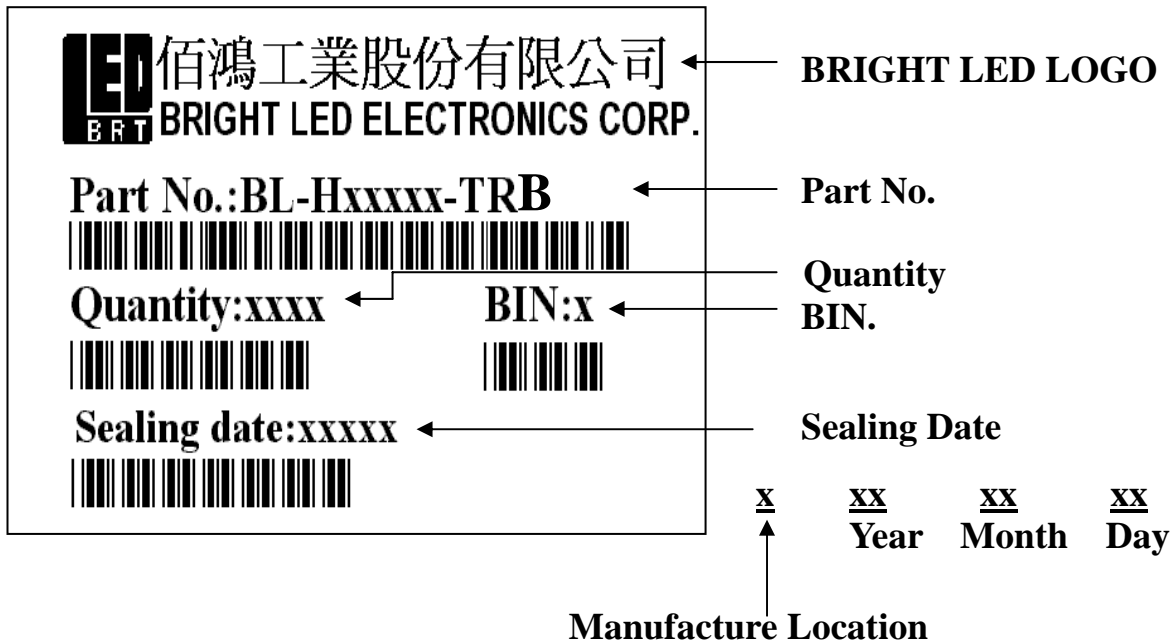 LED
佰鴻工業股份有限公司
BRIGHT LED LOGO
BRT
BRIGHT LED ELECTRONICS CORP.
Part No.:BL-Hxxxxx-TRB
Part No.
Quantity
Quantity:xxxx
BIN:x
BIN.
Sealing date:xxxxx
Sealing Date
x xx xx xx
Year Month Day
Manufacture Location